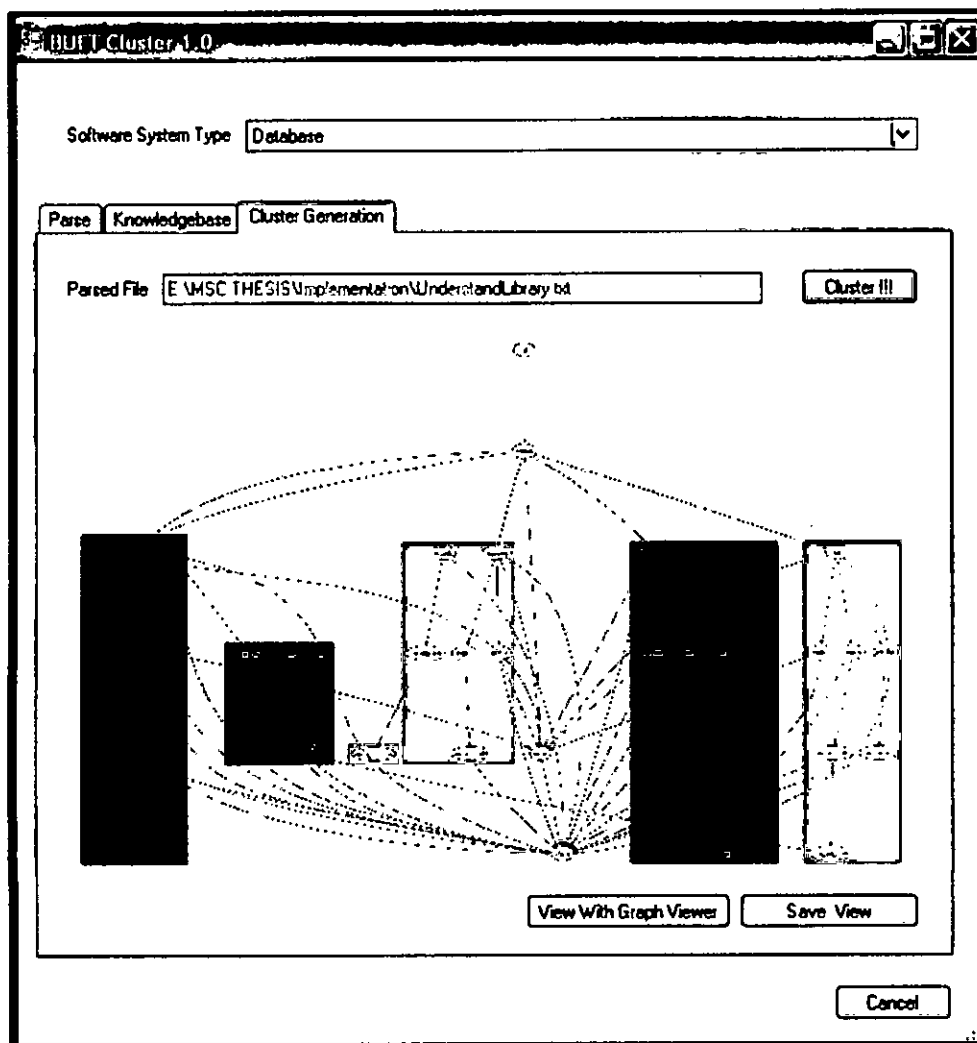 BUET Cluster 1.0
Software System Type Database
Parse Knowledgebase Cluster Generation
Parsed File E:\MSC THESIS\Implementation\UnderstandLibrary.txt Cluster !!!
View With Graph Viewer Save View
Cancel